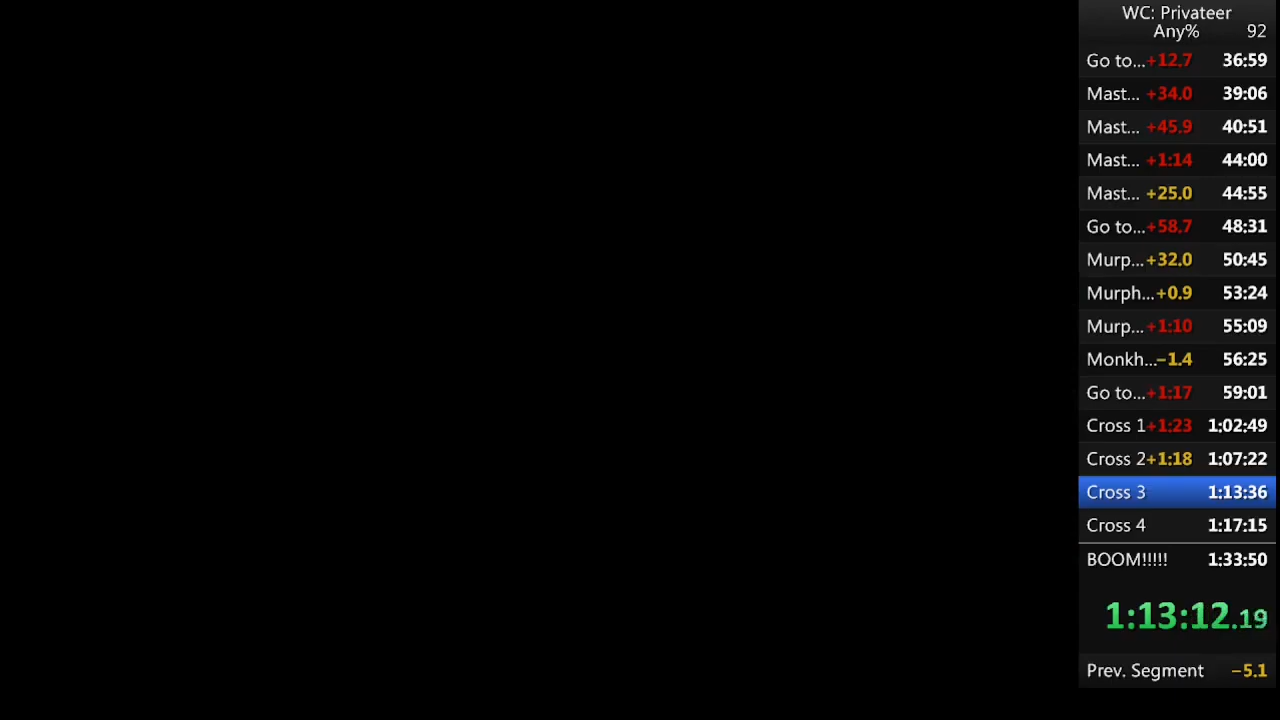 WC: Privateer
Any% 92
Go to... +12.7 36:59
Mast... +34.0 39:06
Mast... +45.9 40:51
Mast... +1:14 44:00
Mast... +25.0 44:55
Go to... +58.7 48:31
Murp... +32.0 50:45
Murph... +0.9 53:24
Murp... +1:10 55:09
Monkh... −1.4 56:25
Go to... +1:17 59:01
Cross 1 +1:23 1:02:49
Cross 2 +1:18 1:07:22
Cross 3 1:13:36
Cross 4 1:17:15
BOOM!!!!! 1:33:50
1:13:12.19
Prev. Segment −5.1